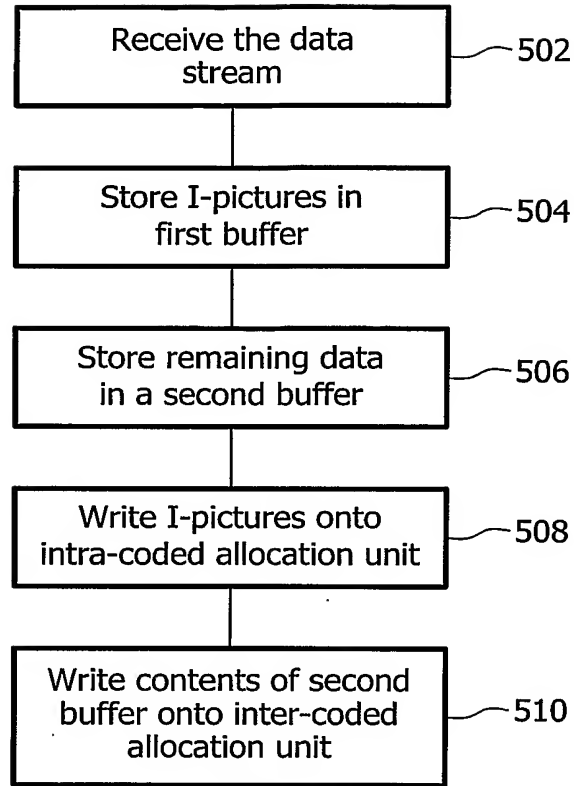 Receive the data
stream
502
Store I-pictures in
first buffer
504
Store remaining data
in a second buffer
506
Write I-pictures onto
intra-coded allocation unit
508
Write contents of second
buffer onto inter-coded
allocation unit
510